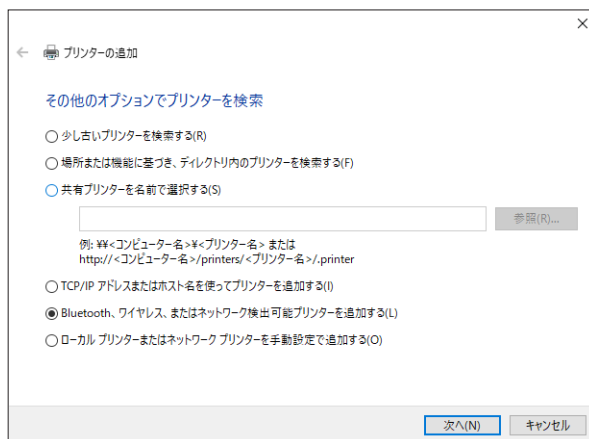 プリンターの追加
その他のオプションでプリンターを検索
少し古いプリンターを検索する(R)
場所または機能に基づき、ディレクトリ内のプリンターを検索する(F)
共有プリンターを名前で選択する(S)
参照(R)...
例: ¥¥<コンピューター名>¥<プリンター名> または
http://<コンピューター名>/printers/<プリンター名>/.printer
TCP/IP アドレスまたはホスト名を使ってプリンターを追加する(I)
Bluetooth、ワイヤレス、またはネットワーク検出可能プリンターを追加する(L)
ローカル プリンターまたはネットワーク プリンターを手動設定で追加する(O)
次へ(N)
キャンセル